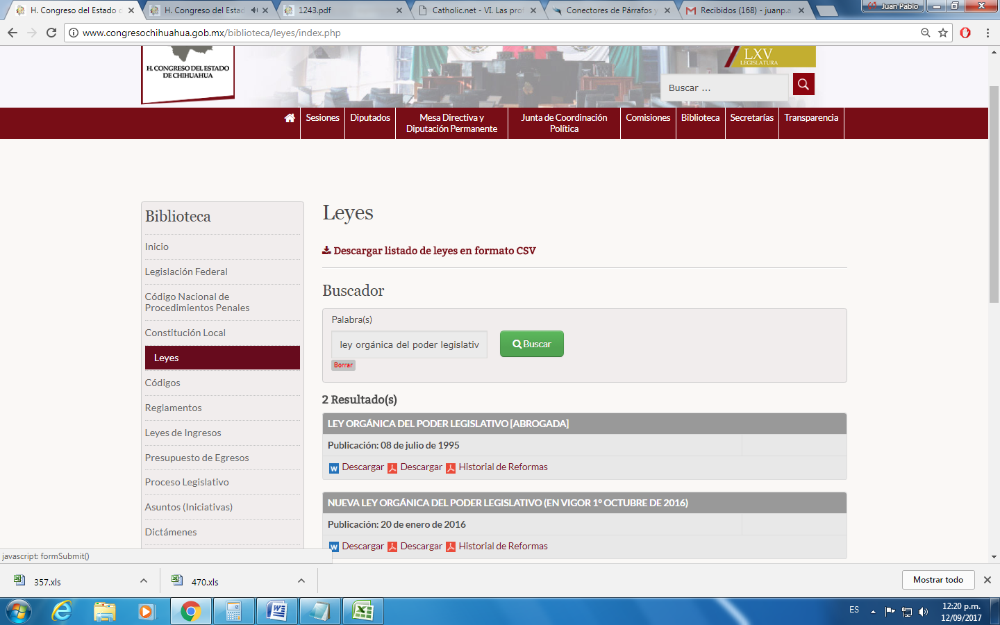 H. Congreso del Estado d
H. Congreso del Estad
1243.pdf
Catholic.net - VI. Las prof
Conectores de Párrafos y
Recibidos (168) - juanp.a
Juan Pablo
www.congresochihuahua.gob.mx/biblioteca/leyes/index.php
H. CONGRESO DEL ESTADO
DE CHIHUAHUA
LXV
LEGISLATURA
Buscar ...
Sesiones
Diputados
Mesa Directiva y
Diputación Permanente
Junta de Coordinación
Política
Comisiones
Biblioteca
Secretarías
Transparencia
Biblioteca
Inicio
Legislación Federal
Código Nacional de
Procedimientos Penales
Constitución Local
Leyes
Códigos
Reglamentos
Leyes de Ingresos
Presupuesto de Egresos
Proceso Legislativo
Asuntos (Iniciativas)
Dictámenes
Leyes
Descargar listado de leyes en formato CSV
Buscador
Palabra(s)
ley orgánica del poder legislativ
Buscar
Borrar
2 Resultado(s)
LEY ORGÁNICA DEL PODER LEGISLATIVO [ABROGADA]
Publicación: 08 de julio de 1995
Descargar Descargar Historial de Reformas
NUEVA LEY ORGÁNICA DEL PODER LEGISLATIVO (EN VIGOR 1° OCTUBRE DE 2016)
Publicación: 20 de enero de 2016
Descargar Descargar Historial de Reformas
javascript: formSubmit()
357.xls
470.xls
Mostrar todo
ES
12:20 p.m.
12/09/2017